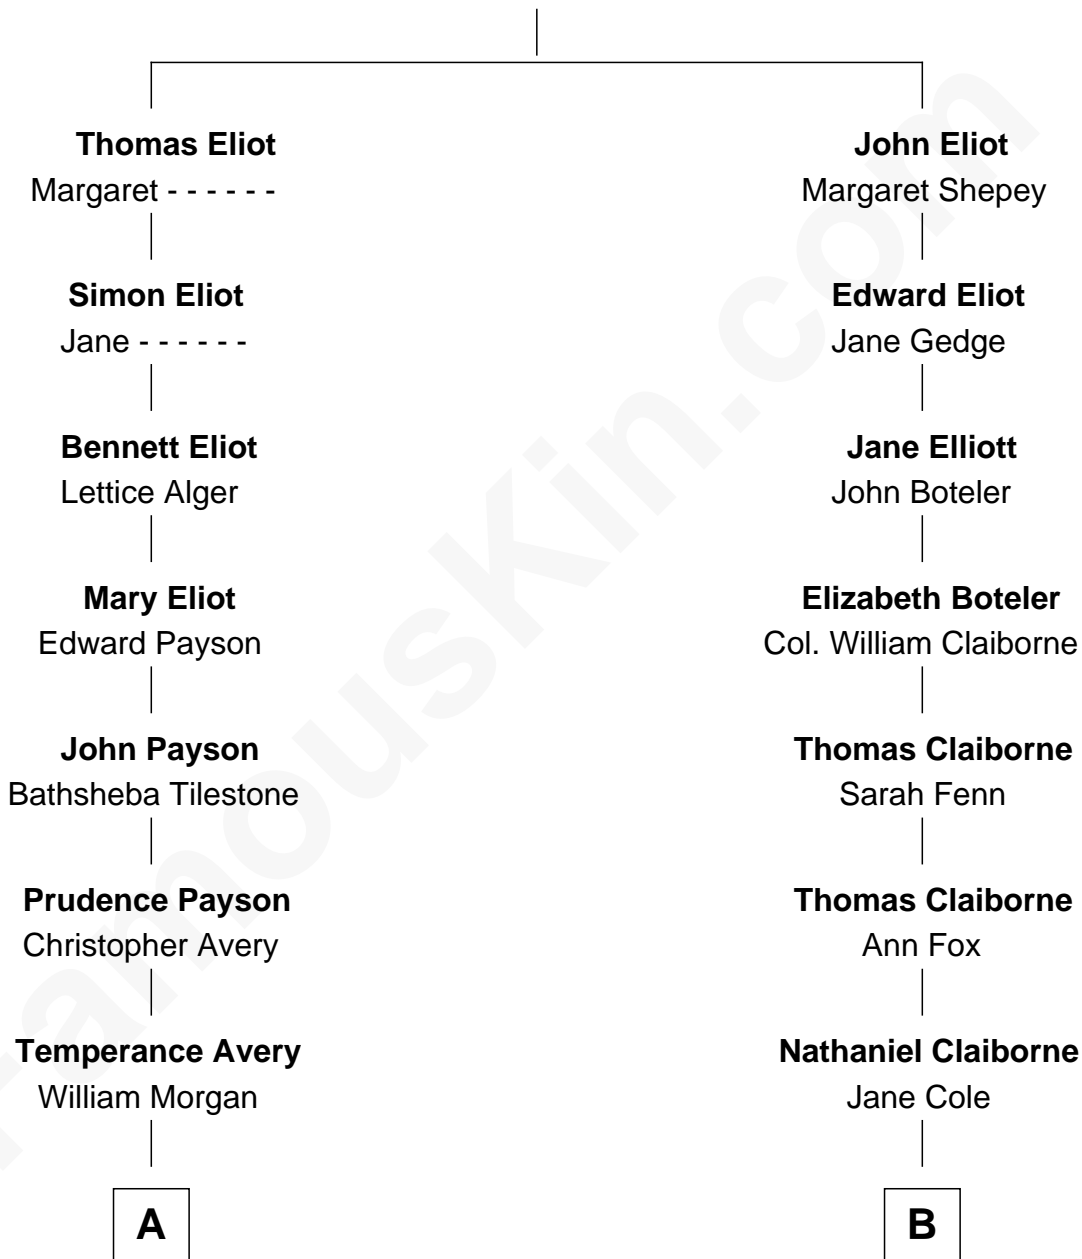 Thomas Eliot
Margaret - - - - - -
John Eliot
Margaret Shepey
Simon Eliot
Jane - - - - - -
Edward Eliot
Jane Gedge
Bennett Eliot
Lettice Alger
Jane Elliott
John Boteler
Mary Eliot
Edward Payson
Elizabeth Boteler
Col. William Claiborne
John Payson
Bathsheba Tilestone
Thomas Claiborne
Sarah Fenn
Prudence Payson
Christopher Avery
Thomas Claiborne
Ann Fox
Temperance Avery
William Morgan
Nathaniel Claiborne
Jane Cole
A
B
FamousKin.com